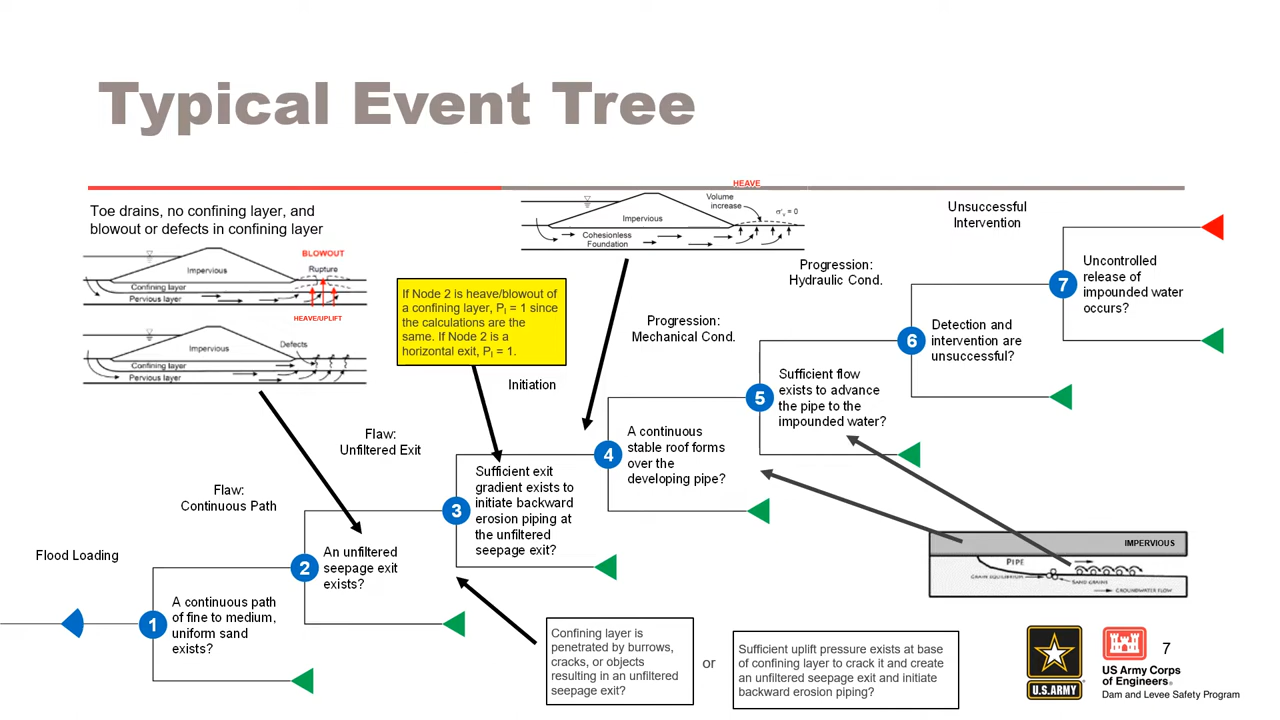 Typical Event Tree
Toe drains, no confining layer, and
blowout or defects in confining layer
BLOWOUT
Rupture
Impervious
Confining layer
Pervious layer
HEAVE/UPLIFT
Defects
Impervious
Confining layer
Pervious layer
HEAVE
Volume
increase
σ'v = 0
Impervious
Cohesionless
Foundation
If Node 2 is heave/blowout of
a confining layer, PI = 1 since
the calculations are the
same. If Node 2 is a
horizontal exit, PI = 1.
Flood Loading
1
A continuous path
of fine to medium,
uniform sand
exists?
Flaw:
Continuous Path
2
An unfiltered
seepage exit
exists?
Flaw:
Unfiltered Exit
3
Sufficient exit
gradient exists to
initiate backward
erosion piping at
the unfiltered
seepage exit?
Initiation
4
A continuous
stable roof forms
over the
developing pipe?
Progression:
Mechanical Cond.
5
Sufficient flow
exists to advance
the pipe to the
impounded water?
Progression:
Hydraulic Cond.
6
Detection and
intervention are
unsuccessful?
Unsuccessful
Intervention
7
Uncontrolled
release of
impounded water
occurs?
IMPERVIOUS
PIPE
GRAIN EQUILIBRIUM
SAND GRAINS
GROUNDWATER FLOW
Confining layer is
penetrated by burrows,
cracks, or objects
resulting in an unfiltered
seepage exit?
or
Sufficient uplift pressure exists at base
of confining layer to crack it and create
an unfiltered seepage exit and initiate
backward erosion piping?
U.S.ARMY
US Army Corps
of Engineers®
Dam and Levee Safety Program
7